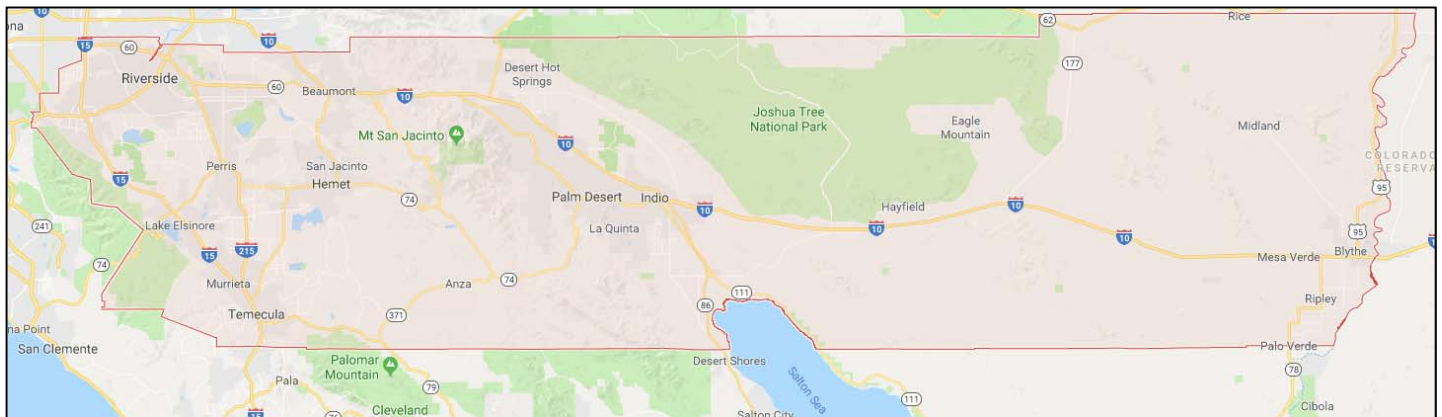 10
62
Rice
ona
15
60
10
177
Desert Hot
Springs
Riverside
60
Beaumont
10
Joshua Tree
National Park
Eagle
Mountain
Midland
Mt San Jacinto
10
COLORADO
RESERVA
Perris
San Jacinto
Hemet
15
95
74
Palm Desert
Indio
10
Hayfield
10
241
Lake Elsinore
La Quinta
10
10
95
215
15
Blythe
Mesa Verde
74
Murrieta
Anza
74
111
86
Ripley
Temecula
371
na Point
San Clemente
Palo Verde
Palomar
Mountain
Desert Shores
78
Pala
79
Salton Sea
111
Cibola
15
76
Cleveland
Salton City